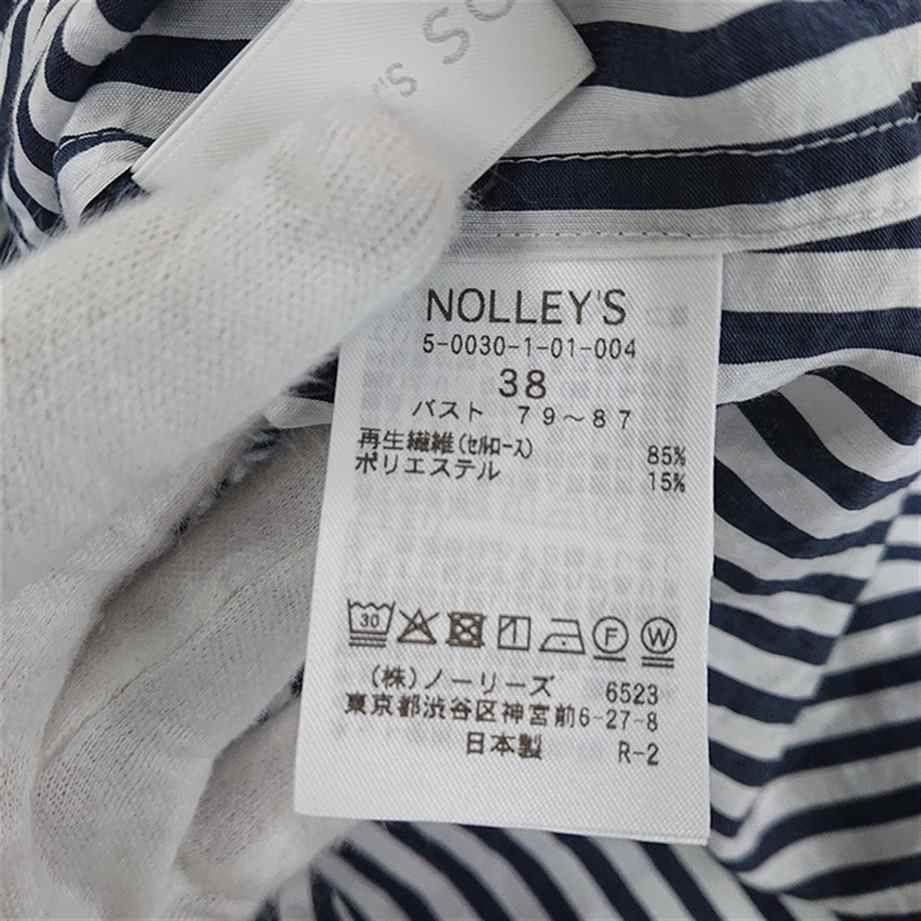 's SO
NOLLEY'S
5-0030-1-01-004
38
バスト 79～87
再生繊維(セルロース) 85%
ポリエステル 15%
30
F W
(株)ノーリーズ 6523
東京都渋谷区神宮前6-27-8
日本製 R-2